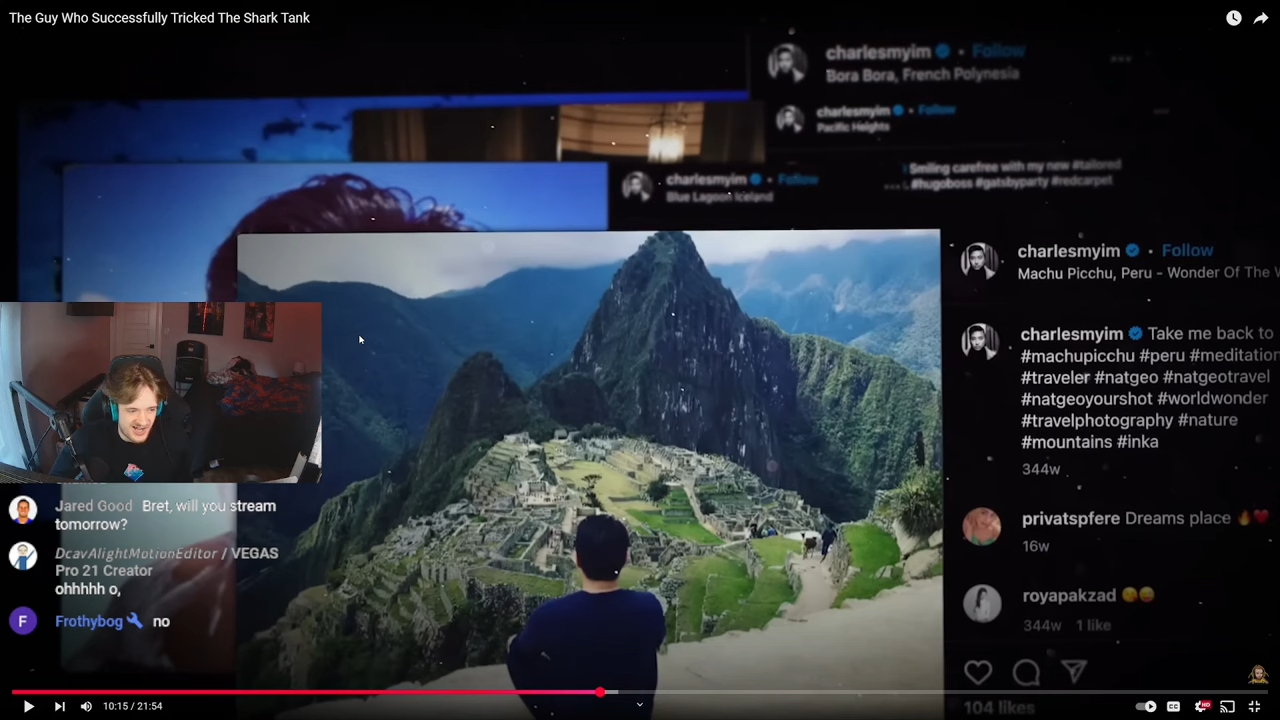 The Guy Who Successfully Tricked The Shark Tank
charlesmyim • Follow
Bora Bora, French Polynesia
charlesmyim • Follow
Pacific Heights
Smiling carefree with my new #tailored
#hugoboss #gatsbyparty #redcarpet
charlesmyim • Follow
Blue Lagoon Iceland
charlesmyim • Follow
Machu Picchu, Peru - Wonder Of The W
charlesmyim Take me back to
#machupicchu #peru #meditation
#traveler #natgeo #natgeotravel
#natgeoyourshot #worldwonder
#travelphotography #nature
#mountains #inka
344w
privatspfere Dreams place 🔥❤️
16w
royapakzad
344w 1 like
104 likes
Jared Good Bret, will you stream
tomorrow?
DcavAlightMotionEditor / VEGAS
Pro 21 Creator
ohhhhh o,
F
Frothybog no
10:15 / 21:54
CC
HD